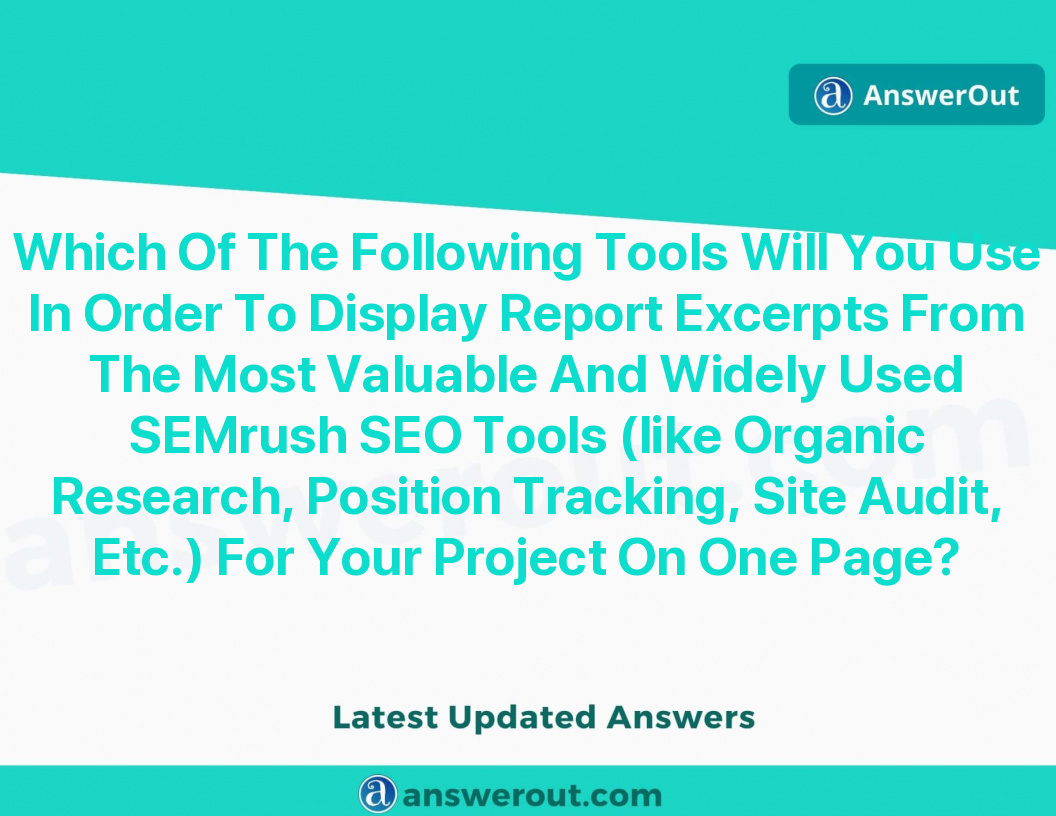 AnswerOut
Which Of The Following Tools Will You Use
In Order To Display Report Excerpts From
The Most Valuable And Widely Used
SEMrush SEO Tools (like Organic
Research, Position Tracking, Site Audit,
Etc.) For Your Project On One Page?
answerout.com
Latest Updated Answers
answerout.com